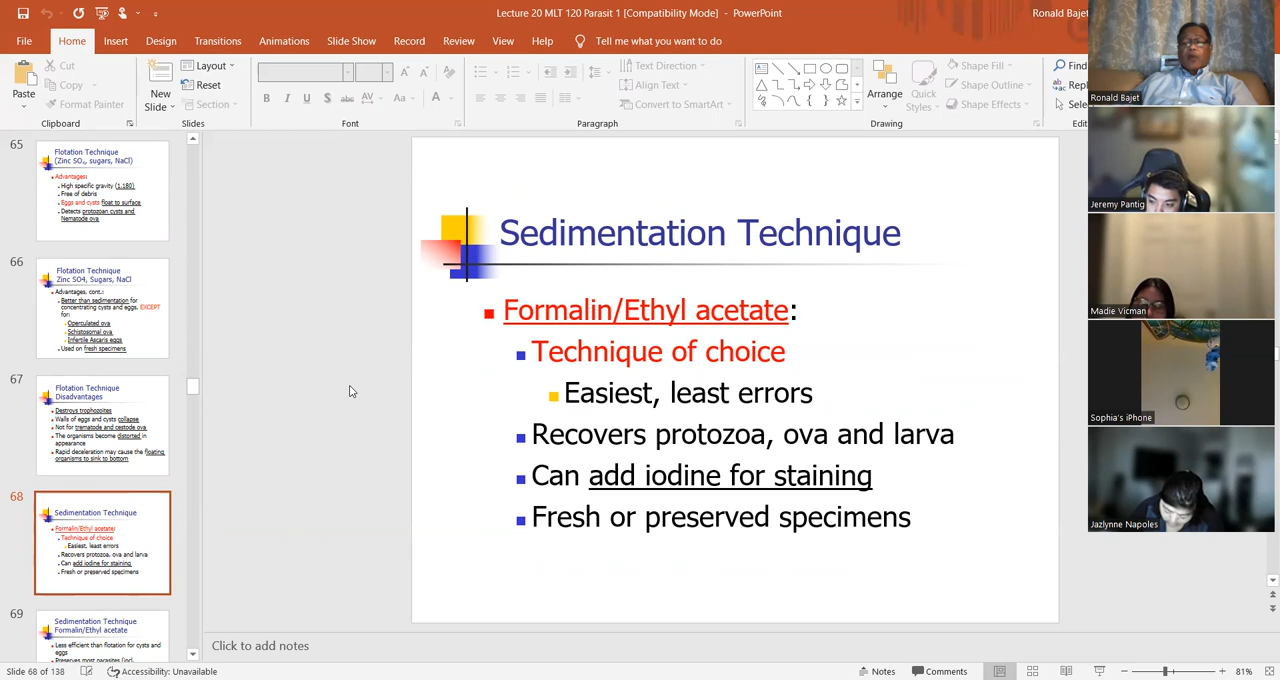 Lecture 20 MLT 120 Parasit 1 [Compatibility Mode] - PowerPoint
Ronald Bajet
File Home Insert Design Transitions Animations Slide Show Record Review View Help Tell me what you want to do
Paste
Cut
Copy
Format Painter
Clipboard
New
Slide
Layout
Reset
Section
Slides
B I U S abc AV Aa A
Font
Text Direction
Align Text
Convert to SmartArt
Paragraph
Arrange
Quick
Styles
Shape Fill
Shape Outline
Shape Effects
Drawing
Find
65
Flotation Technique
(Zinc SO₄, sugars, NaCl)
Advantages:
High specific gravity (1.180)
Free of debris
Eggs and cysts float to surface
Detects protozoan cysts and
Nematode ova
66
Flotation Technique
Zinc SO4, Sugars, NaCl
Advantages, cont.:
Better than sedimentation for
concentrating cysts and eggs, EXCEPT
for:
Operculated ova
Schistosomal ova
Infertile Ascaris eggs
Used on fresh specimens
67
Flotation Technique
Disadvantages
Destroys trophozoites
Walls of eggs and cysts collapse
Not for trematode and cestode ova
The organisms become distorted in
appearance
Rapid deceleration may cause the floating
organisms to sink to bottom
68
Sedimentation Technique
Formalin/Ethyl acetate:
Technique of choice
Easiest, least errors
Recovers protozoa, ova and larva
Can add iodine for staining
Fresh or preserved specimens
69
Sedimentation Technique
Formalin/Ethyl acetate
Less efficient than flotation for cysts and
eggs
Sedimentation Technique
Formalin/Ethyl acetate:
Technique of choice
Easiest, least errors
Recovers protozoa, ova and larva
Can add iodine for staining
Fresh or preserved specimens
Ronald Bajet
Jeremy Pantig
Madie Vicman
Sophia's iPhone
Jazlynne Napoles
Click to add notes
Slide 68 of 138
Accessibility: Unavailable
Notes
Comments
81%